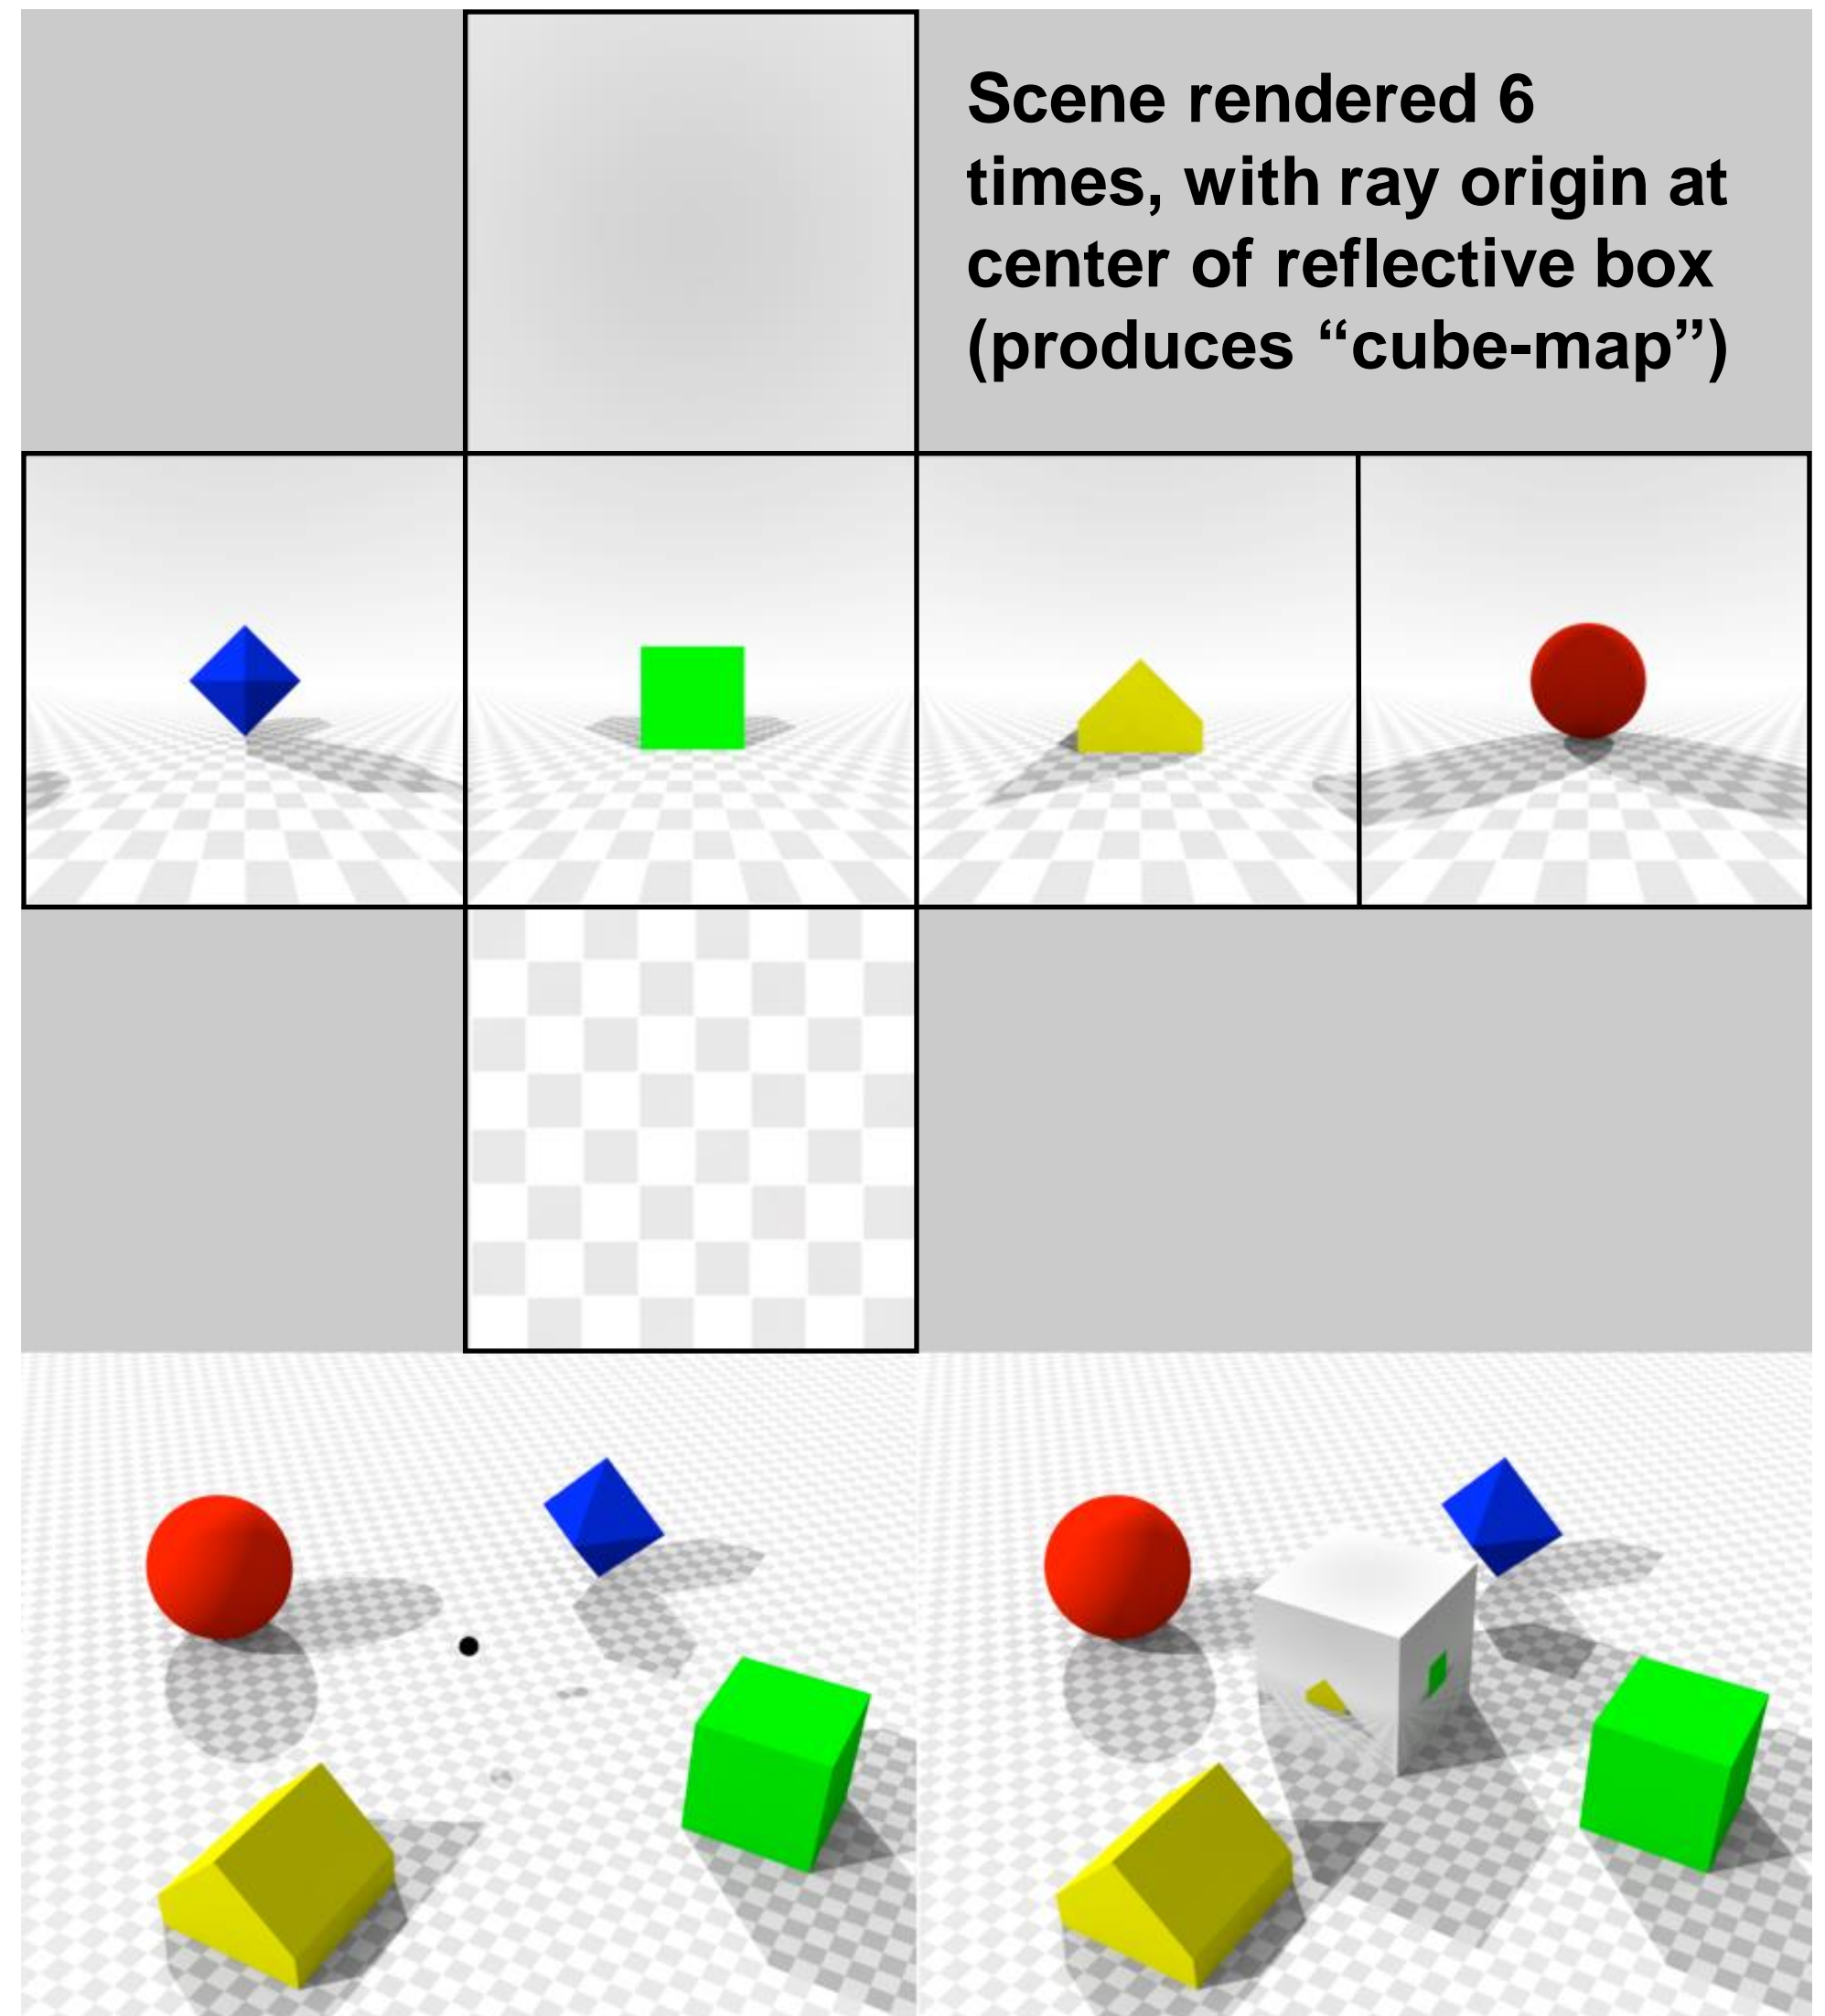 Scene rendered 6
times, with ray origin at
center of reflective box
(produces “cube-map”)